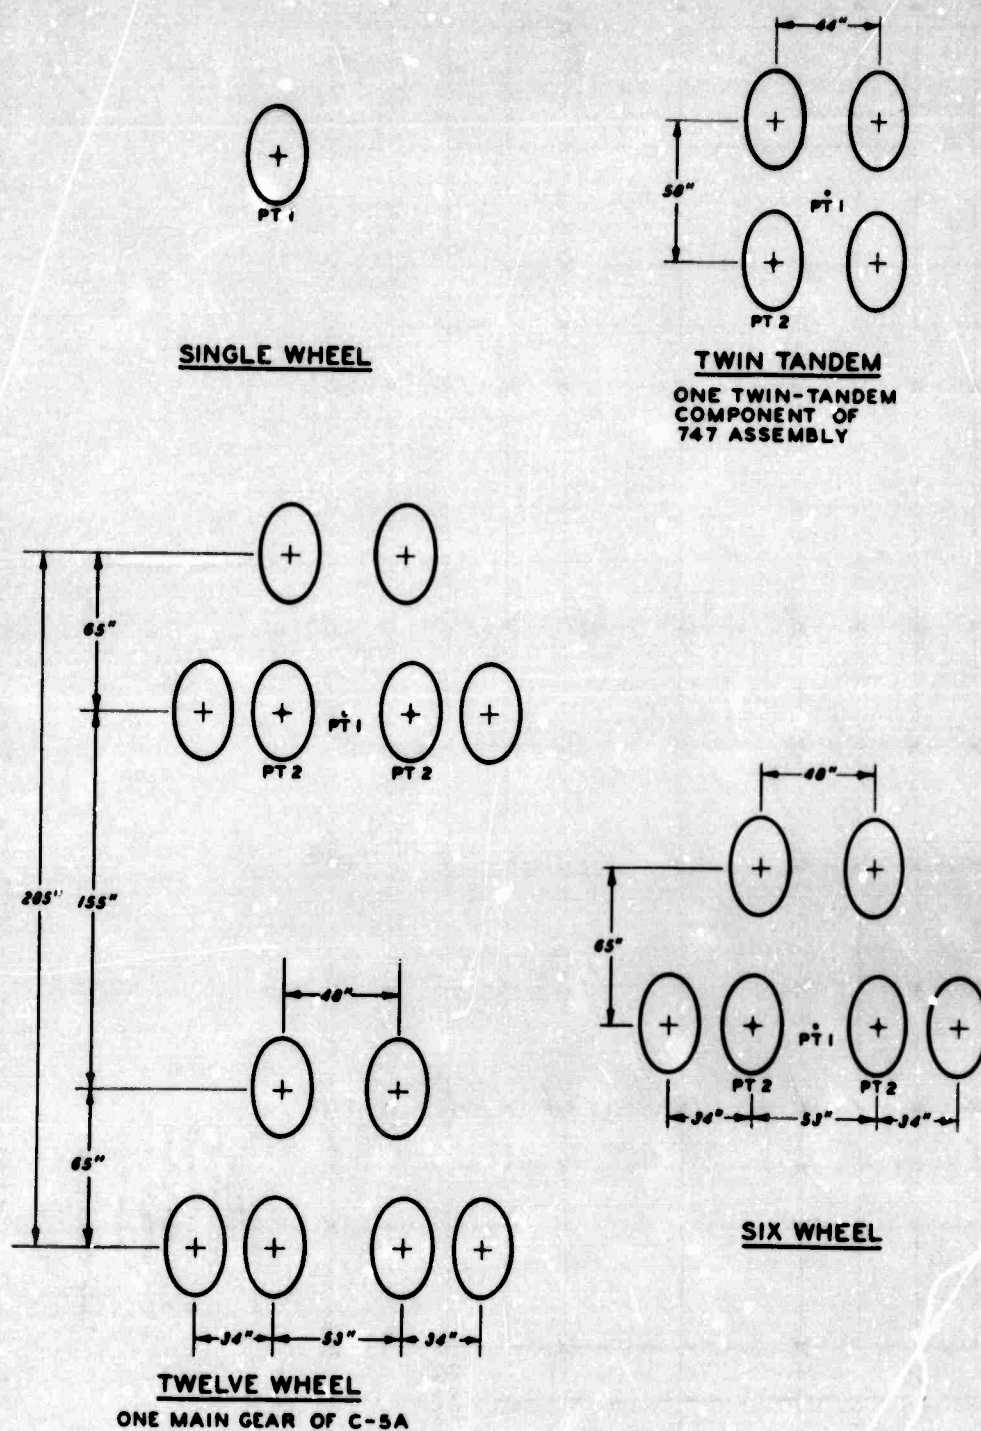 44"
58"
PT 1
PT 1
PT 2
SINGLE WHEEL
TWIN TANDEM
ONE TWIN-TANDEM
COMPONENT OF
747 ASSEMBLY
65"
PT 1
PT 2 PT 2
48"
285" 155"
65"
48"
PT 1
PT 2 PT 2
34" 53" 34"
65"
SIX WHEEL
34" 53" 34"
TWELVE WHEEL
ONE MAIN GEAR OF C-5A